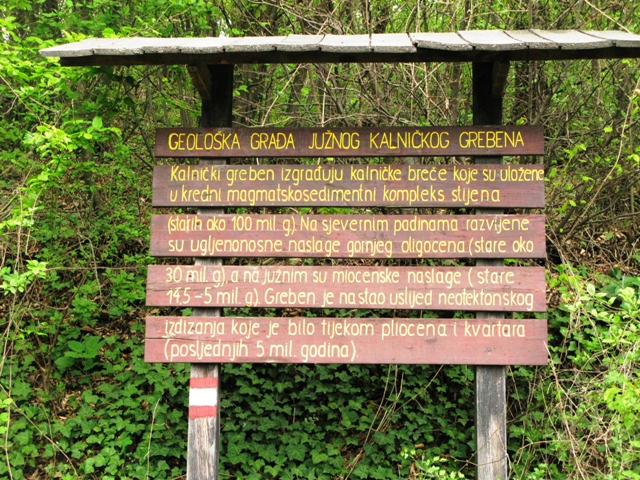 GEOLOŠKA GRAĐA JUŽNOG KALNIČKOG GREBENA
Kalnički greben izgrađuju kalničke breče koje su uložene
u kredni magmatskosedimentni kompleks stijena
(starih oko 100 mil. g). Na sjevernim padinama razvijene
su ugljenonosne naslage gornjeg oligocena (stare oko
30 mil. g), a na južnim su miocenske naslage (stare
14,5 – 5 mil. g). Greben je nastao uslijed neotektonskog
izdizanja koje je bilo tijekom pliocena i kvartara
(posljednjih 5 mil. godina).